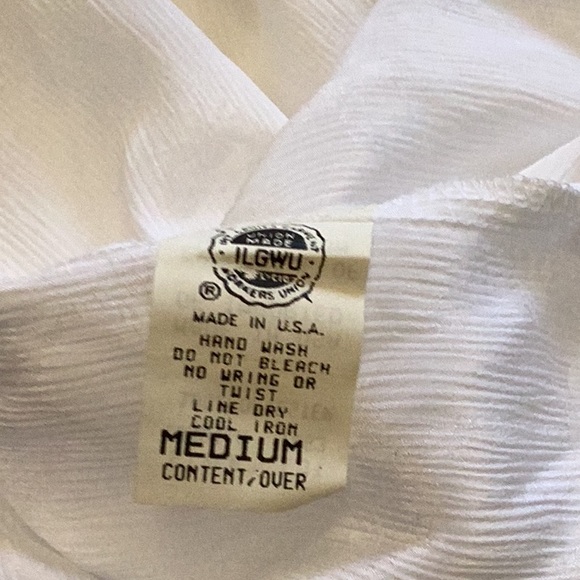 UNION
MADE
ILGWU
WORKERS UNION
®
MADE IN U.S.A.
HAND WASH
DO NOT BLEACH
NO WRING OR
TWIST
LINE DRY
COOL IRON
MEDIUM
CONTENT/OVER